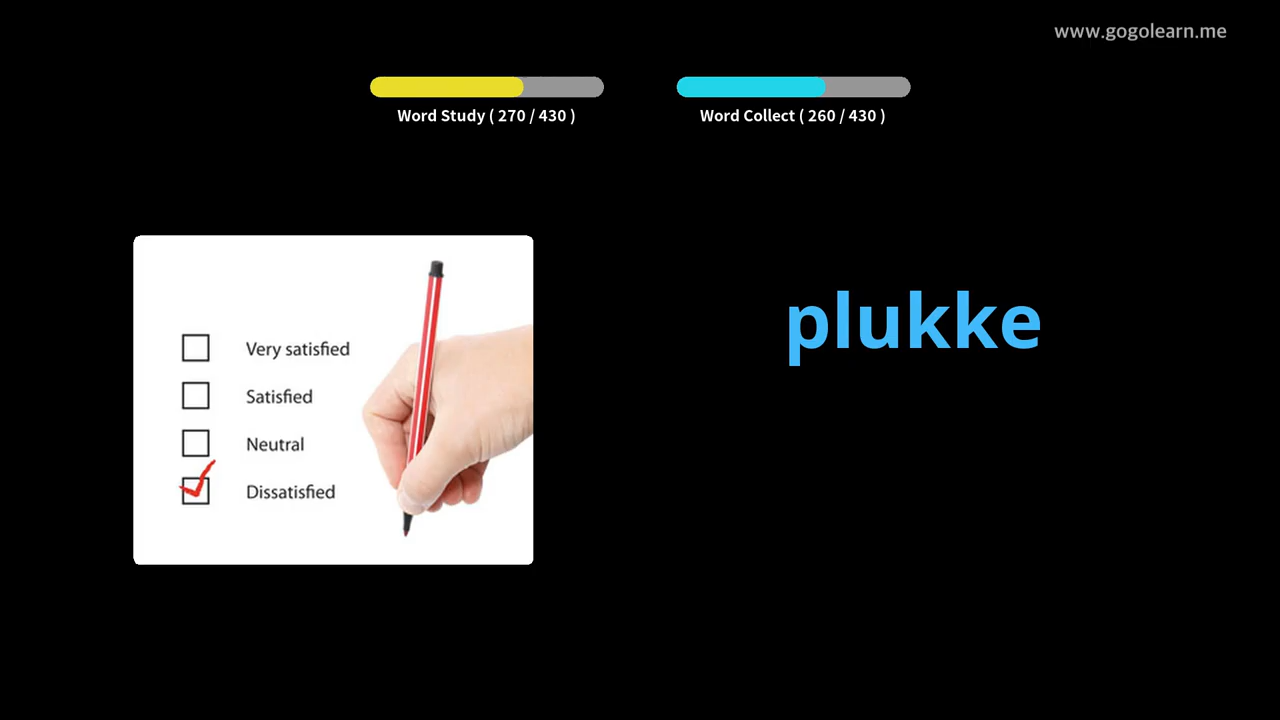 www.gogolearn.me
Word Study ( 270 / 430 )
Word Collect ( 260 / 430 )
plukke
Very satisfied
Satisfied
Neutral
Dissatisfied